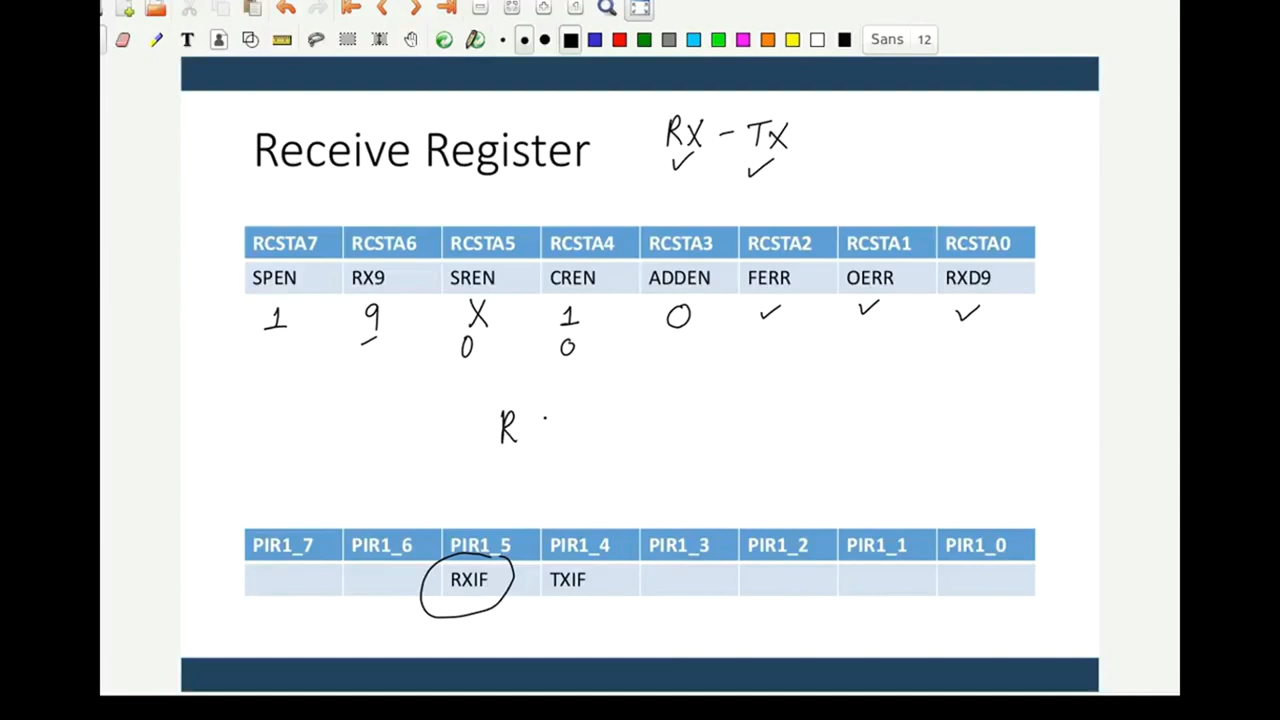 Sans 12
Receive Register RX - TX
RCSTA7 RCSTA6 RCSTA5 RCSTA4 RCSTA3 RCSTA2 RCSTA1 RCSTA0
SPEN RX9 SREN CREN ADDEN FERR OERR RXD9
1 9 X 1 0
0 0
R
PIR1_7 PIR1_6 PIR1_5 PIR1_4 PIR1_3 PIR1_2 PIR1_1 PIR1_0
RXIF TXIF